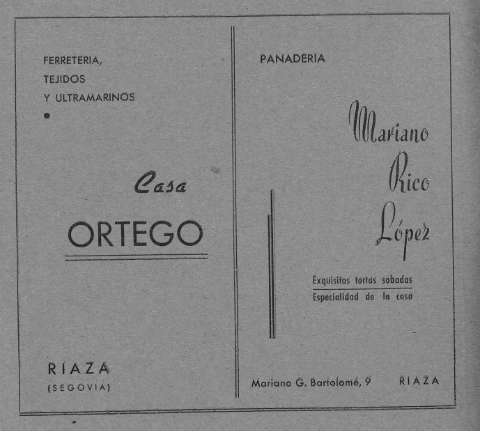 FERRETERIA,
TEJIDOS
Y ULTRAMARINOS
Casa
ORTEGO
RIAZA
(SEGOVIA)
PANADERIA
Mariano
Rico
López
Exquisitas tortas sobadas
Especialidad de la casa
Mariano G. Bartolomé, 9 RIAZA